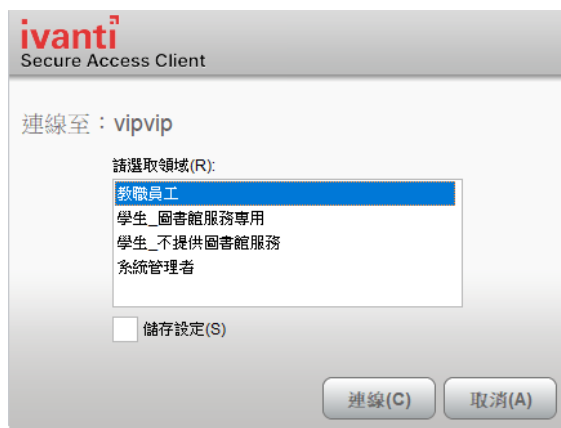 ivanti
Secure Access Client
連線至：vipvip
請選取領域(R):
教職員工
學生_圖書館服務專用
學生_不提供圖書館服務
系統管理者
儲存設定(S)
連線(C)
取消(A)